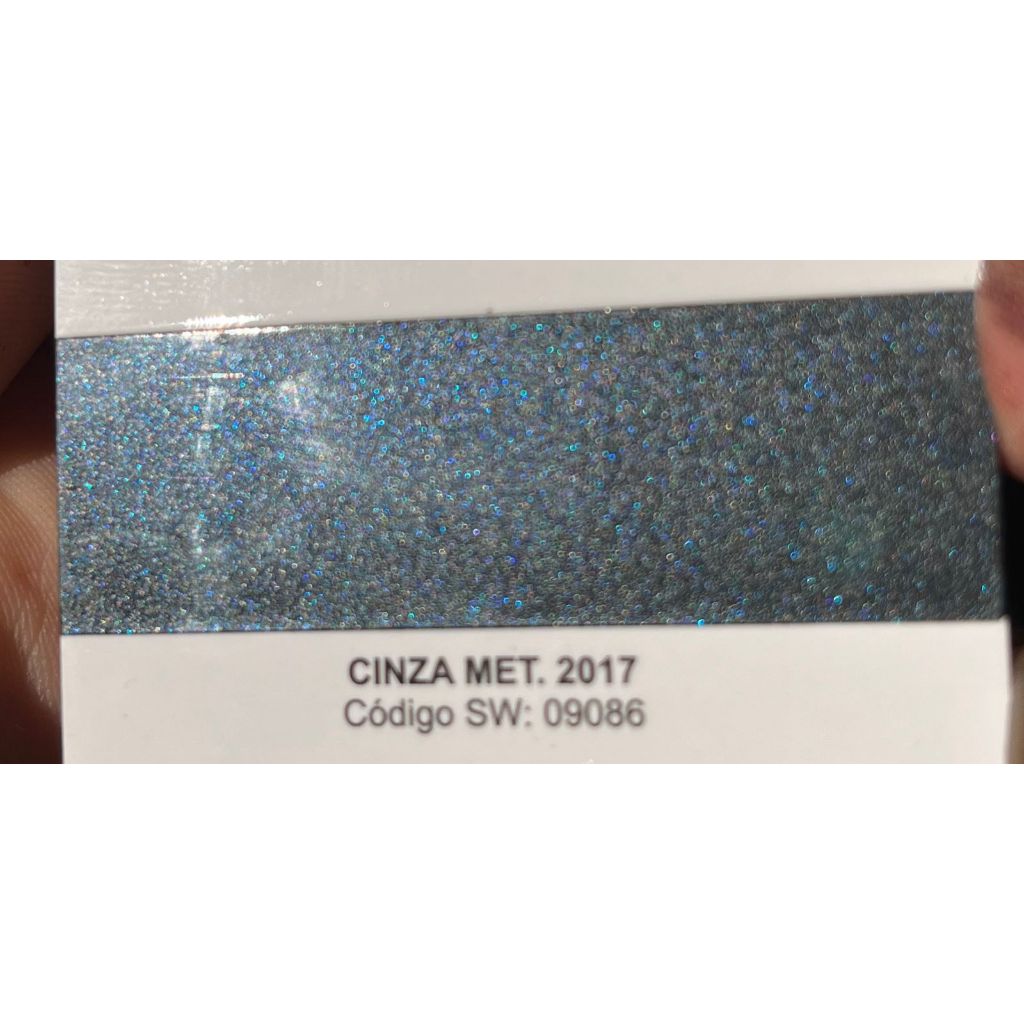 CINZA MET. 2017
Código SW: 09086